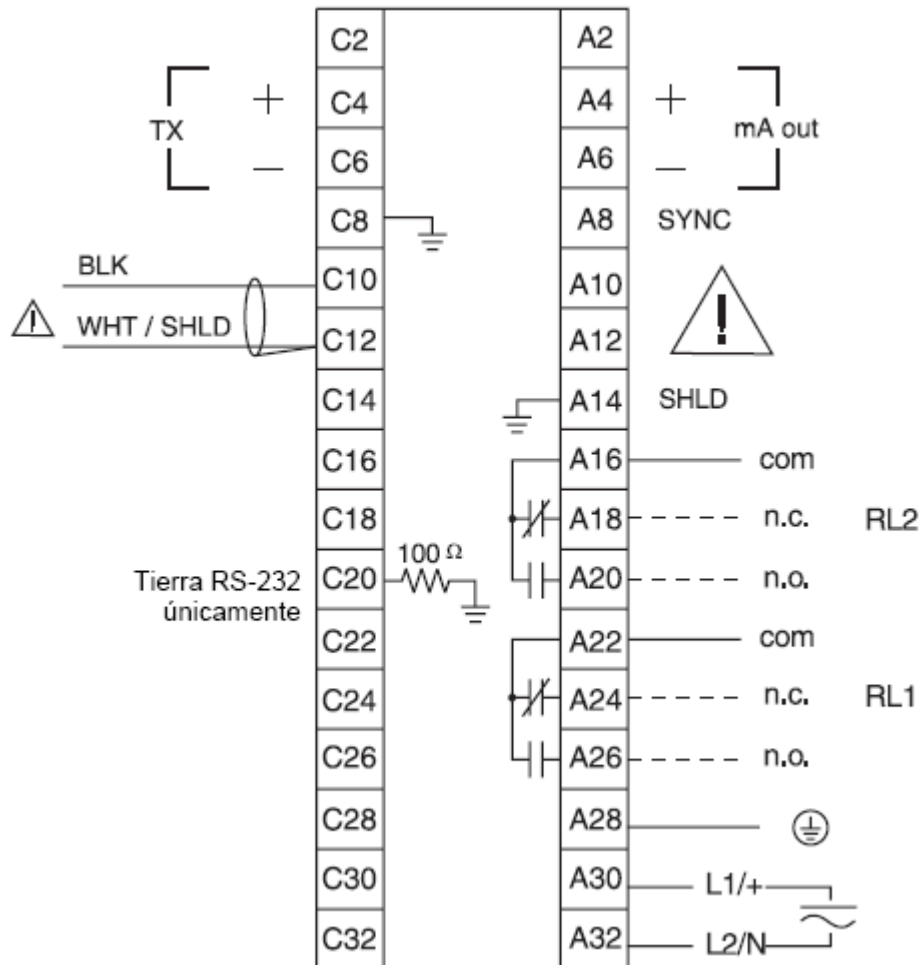 C2 A2
TX + C4 A4 + mA out
− C6 A6 −
C8 A8 SYNC
BLK C10 A10
! WHT / SHLD C12 A12 !
C14 A14 SHLD
C16 A16 com
C18 A18 n.c. RL2
Tierra RS-232 C20 100 Ω A20 n.o.
únicamente
C22 A22 com
C24 A24 n.c. RL1
C26 A26 n.o.
C28 A28
C30 A30 L1/+
C32 A32 L2/N